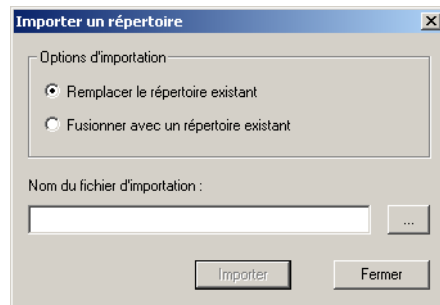 Importer un répertoire
Options d'importation
Remplacer le répertoire existant
Fusionner avec un répertoire existant
Nom du fichier d'importation :
...
Importer
Fermer